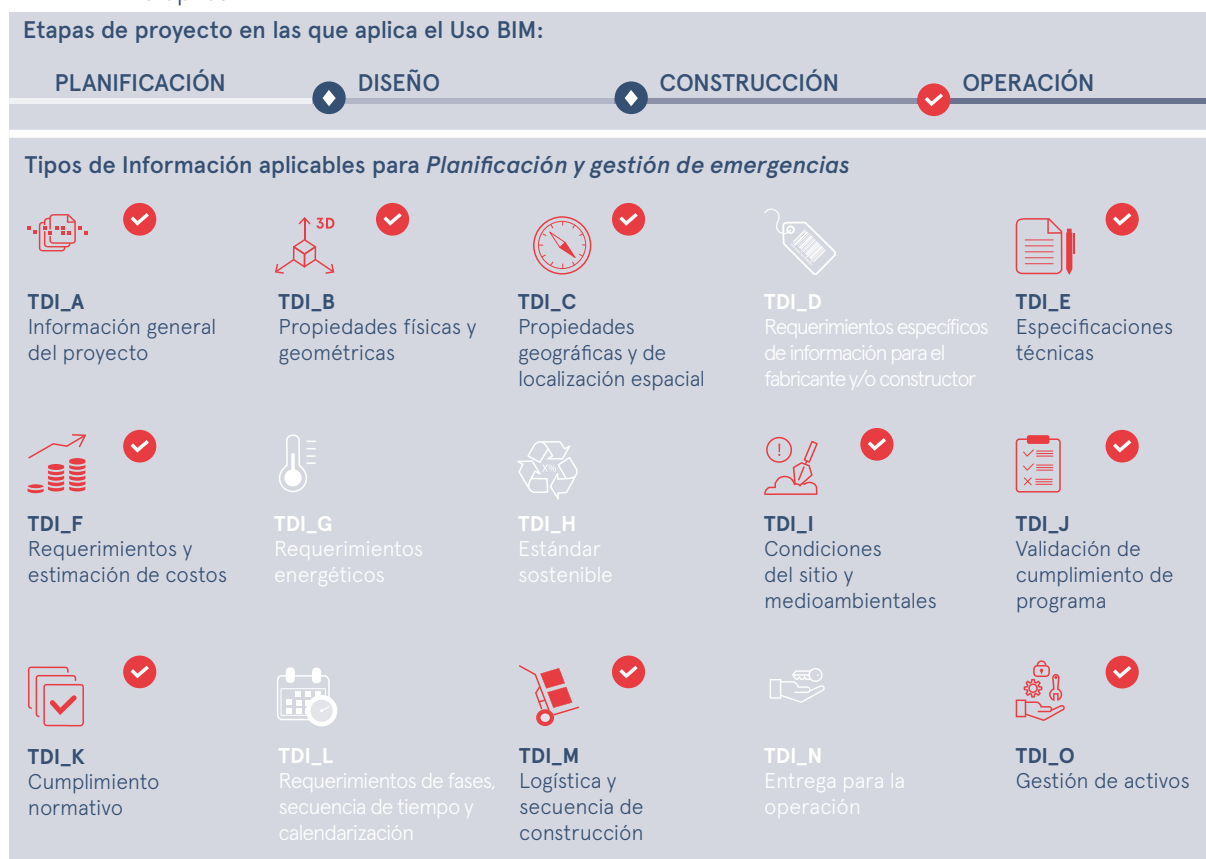 Etapas de proyecto en las que aplica el Uso BIM:
PLANIFICACIÓN DISEÑO CONSTRUCCIÓN OPERACIÓN
Tipos de Información aplicables para Planificación y gestión de emergencias
3D
TDI_A
Información general
del proyecto
TDI_B
Propiedades físicas y
geométricas
TDI_C
Propiedades
geográficas y de
localización espacial
TDI_D
Requerimientos específicos
de información para el
fabricante y/o constructor
TDI_E
Especificaciones
técnicas
TDI_F
Requerimientos y
estimación de costos
TDI_G
Requerimientos
energéticos
X%
TDI_H
Estándar
sostenible
TDI_I
Condiciones
del sitio y
medioambientales
TDI_J
Validación de
cumplimiento de
programa
TDI_K
Cumplimiento
normativo
TDI_L
Requerimientos de fases,
secuencia de tiempo y
calendarización
TDI_M
Logística y
secuencia de
construcción
TDI_N
Entrega para la
operación
TDI_O
Gestión de activos